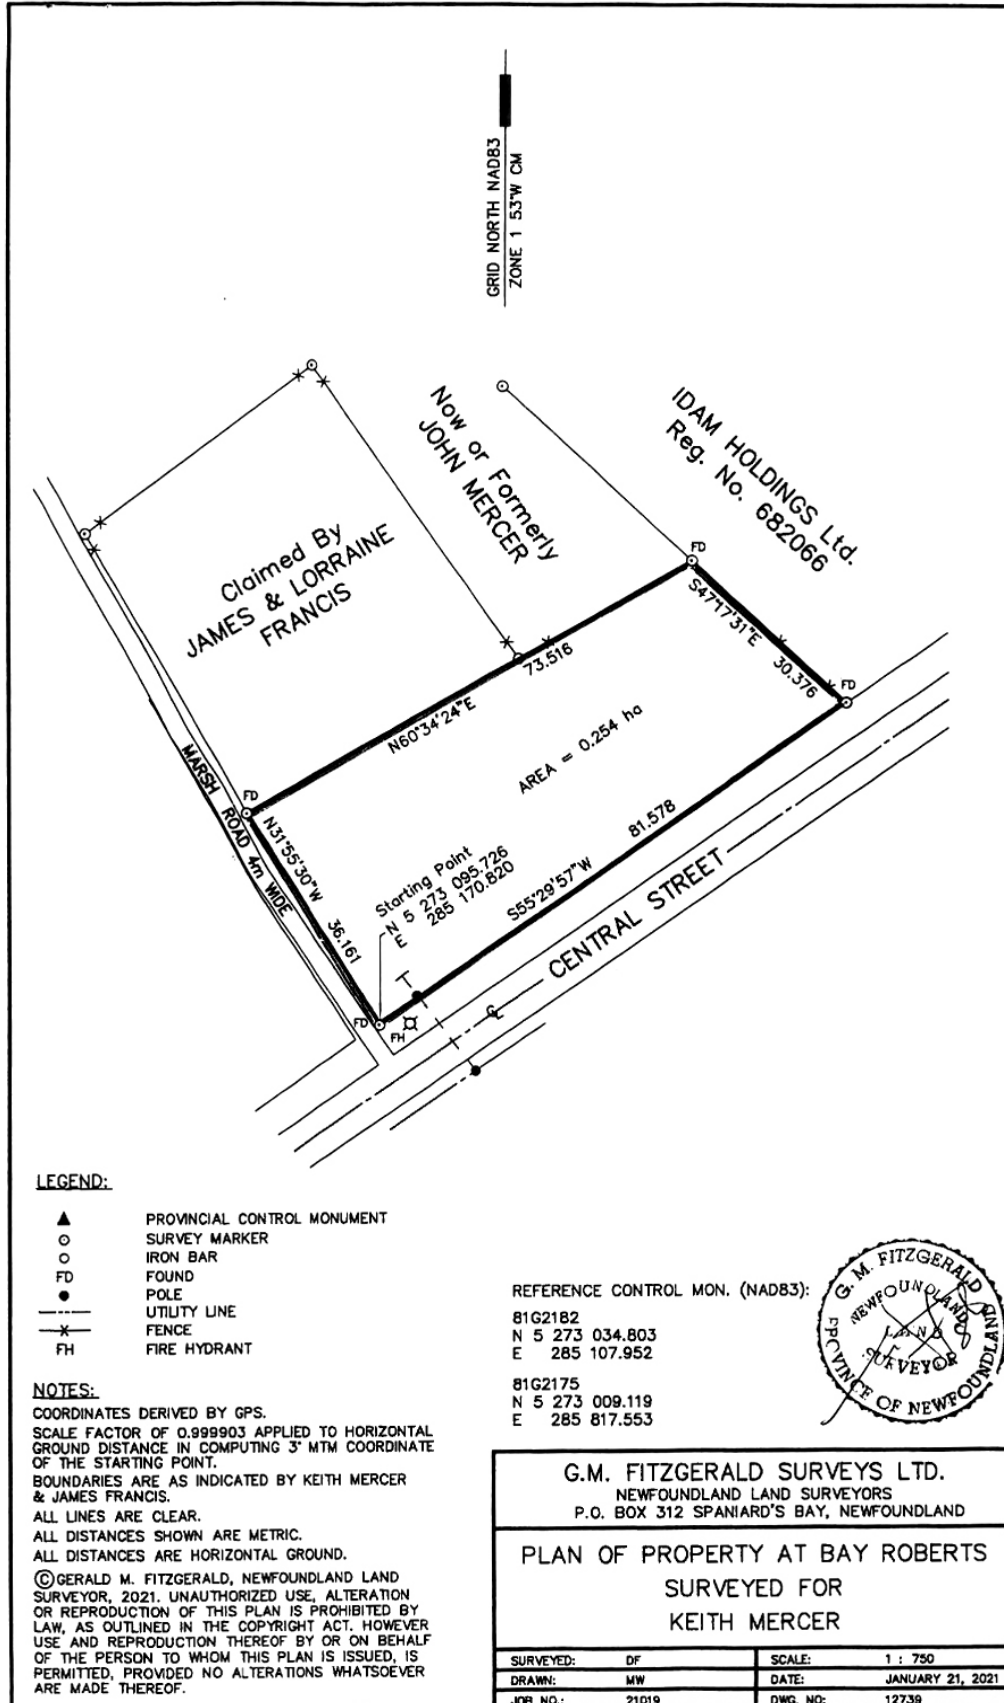 GRID NORTH NAD83
ZONE 1 53°W CM
Now or Formerly
JOHN MERCER
IDAM HOLDINGS Ltd.
Reg. No. 682066
Claimed By
JAMES & LORRAINE
FRANCIS
FD
S47°17'31"E
30.376
FD
73.516
N60°34'24"E
AREA = 0.254 ha
FD
MARSH ROAD 4m WIDE
N31°55'30"W
36.161
Starting Point
N 5 273 095.726
E 285 170.820
81.578
S55°29'57"W
CENTRAL STREET
FD
FH
LEGEND:
PROVINCIAL CONTROL MONUMENT
SURVEY MARKER
IRON BAR
FD FOUND
POLE
UTILITY LINE
FENCE
FH FIRE HYDRANT
REFERENCE CONTROL MON. (NAD83):
81G2182
N 5 273 034.803
E 285 107.952
81G2175
N 5 273 009.119
E 285 817.553
G. M. FITZGERALD
NEWFOUNDLAND
LAND
SURVEYOR
PROVINCE OF NEWFOUNDLAND
NOTES:
COORDINATES DERIVED BY GPS.
SCALE FACTOR OF 0.999903 APPLIED TO HORIZONTAL
GROUND DISTANCE IN COMPUTING 3° MTM COORDINATE
OF THE STARTING POINT.
BOUNDARIES ARE AS INDICATED BY KEITH MERCER
& JAMES FRANCIS.
ALL LINES ARE CLEAR.
ALL DISTANCES SHOWN ARE METRIC.
ALL DISTANCES ARE HORIZONTAL GROUND.
©GERALD M. FITZGERALD, NEWFOUNDLAND LAND
SURVEYOR, 2021. UNAUTHORIZED USE, ALTERATION
OR REPRODUCTION OF THIS PLAN IS PROHIBITED BY
LAW, AS OUTLINED IN THE COPYRIGHT ACT. HOWEVER
USE AND REPRODUCTION THEREOF BY OR ON BEHALF
OF THE PERSON TO WHOM THIS PLAN IS ISSUED, IS
PERMITTED, PROVIDED NO ALTERATIONS WHATSOEVER
ARE MADE THEREOF.
G.M. FITZGERALD SURVEYS LTD.
NEWFOUNDLAND LAND SURVEYORS
P.O. BOX 312 SPANIARD'S BAY, NEWFOUNDLAND
PLAN OF PROPERTY AT BAY ROBERTS
SURVEYED FOR
KEITH MERCER
SURVEYED: DF SCALE: 1 : 750
DRAWN: MW DATE: JANUARY 21, 2021
JOB NO.: 21019 DWG. NO: 12739